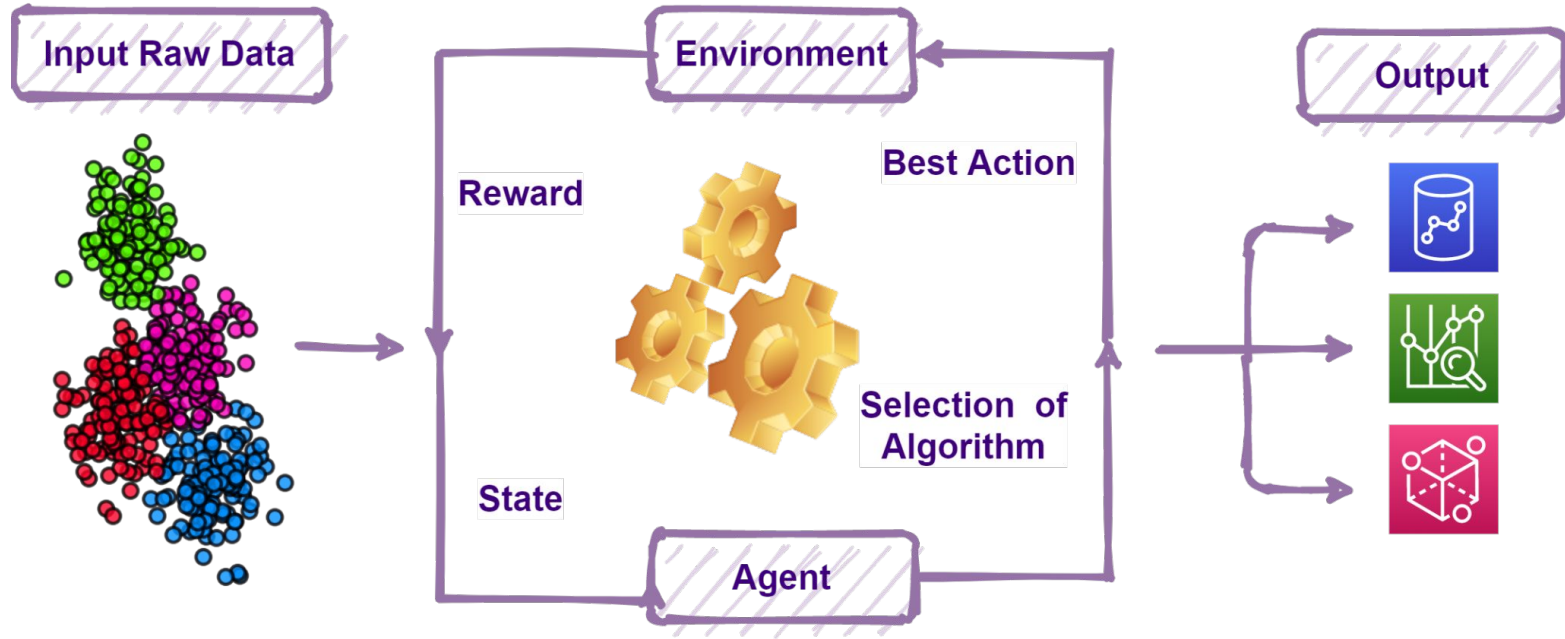 Input Raw Data
Environment
Output
Best Action
Reward
Selection of
Algorithm
State
Agent